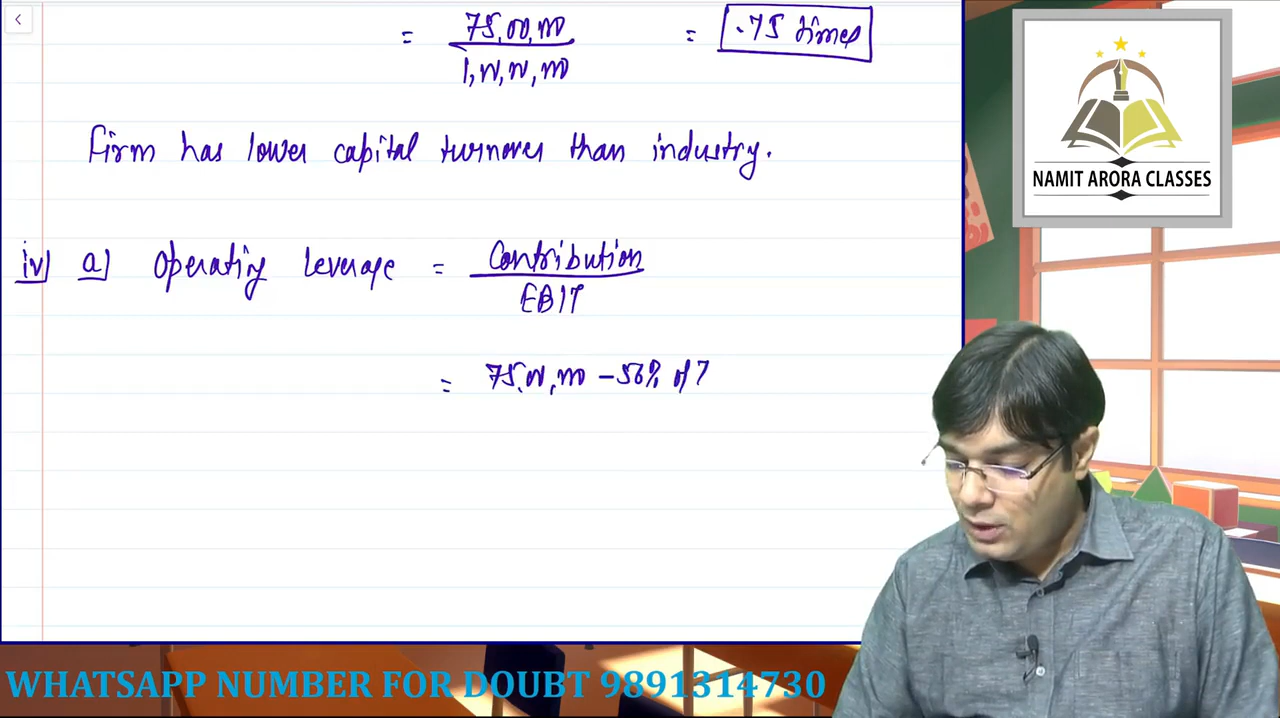 = 75,00,000 / 1,00,00,000 = .75 times
Firm has lower capital turnover than industry.
iv) a) Operating leverage = Contribution / EBIT
= 75,00,000 - 56% of 7
NAMIT ARORA CLASSES
WHATSAPP NUMBER FOR DOUBT 9891314730